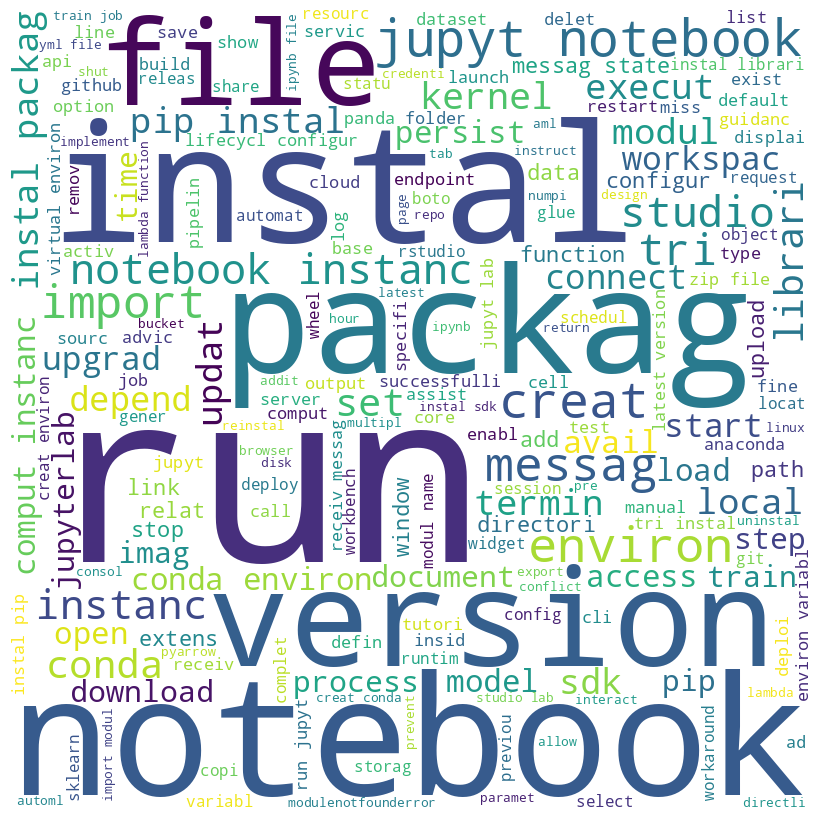 train job
file
resourc
dataset
delet
list
line
save
show
servic
jupyt notebook
yml file
api
shut
build
releas
ipynb file
statu
credenti
launch
messag state
instal librari
github
share
kernel
execut
exist
option
pip instal
panda
folder
restart
miss
default
implement
lifecycl configur
persist
modul
guidanc
displai
instal packag
virtual environ
remov
time
lambda function
pipelin
instal
cloud
endpoint
tab
aml
instruct
workspac
data
configur
request
automat
log
boto
page
repo
numpi
design
glue
studio
librari
activ
base
rstudio
function
tri
object
type
notebook instanc
connect
zip file
import
bucket
hour
wheel
latest
packag
specifi
ipynb
jupyt lab
schedul
return
latest version
upload
sourc
advic
updat
upgrad
job
addit
output
successfulli
cell
fine
locat
comput instanc
creat environ
gener
depend
server
comput
set
assist
core
instal sdk
creat
test
add
enabl
start
anaconda
linux
reinstal
multipl
browser
disk
run
avail
jupyterlab
jupyt
link
deploy
call
receiv messag
workbench
window
modul name
messag
load
path
pre
session
termin
manual
tri instal
uninstal
local
relat
stop
directori
environ
git
step
imag
widget
consol
conda environ
document
export
conflict
access
train
environ variabl
instanc
version
instal pip
open
extens
defin
tutori
insid
runtim
config
cli
deploi
conda
pyarrow
receiv
complet
download
process
model
sdk
pip
lambda
creat conda
studio lab
interact
notebook
sklearn
import modul
run jupyt
prevent
previou
allow
workaround
ad
copi
storag
automl
variabl
modulenotfounderror
paramet
select
directli